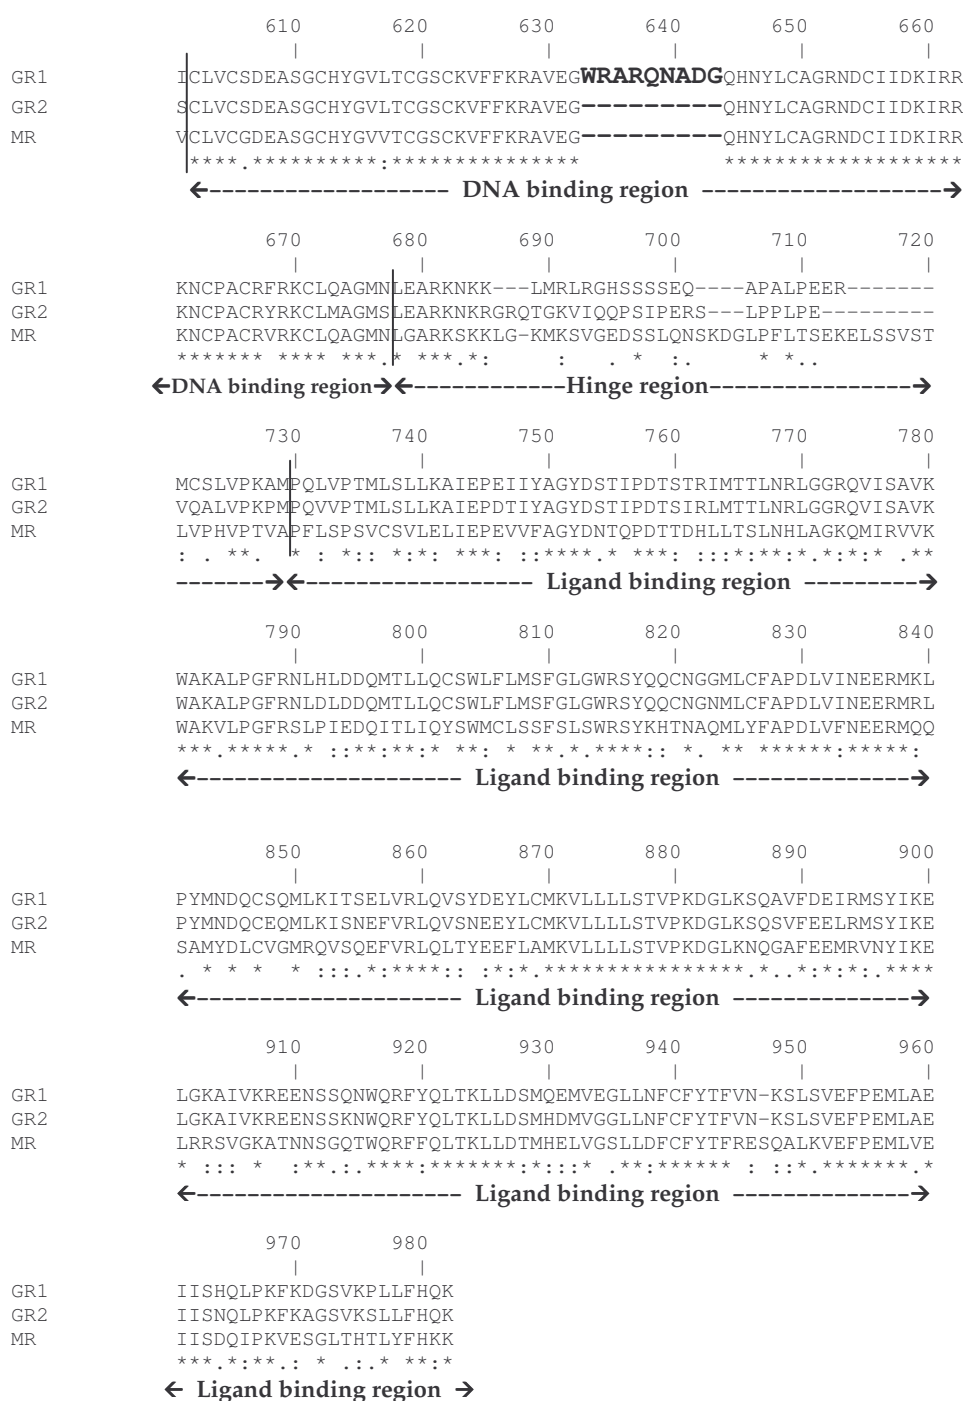 610 620 630 640 650 660
| | | | | |
GR1 ICLVCSDEASGCHYGVLTCGSCKVFFKRAVEGWRARQNADGQHNYLCAGRNDCIIDKIRR
GR2 SCLVCSDEASGCHYGVLTCGSCKVFFKRAVEG---------QHNYLCAGRNDCIIDKIRR
MR VCLVCGDEASGCHYGVVTCGSCKVFFKRAVEG---------QHNYLCAGRNDCIIDKIRR
****.**********:*************** *******************
←-------------------- DNA binding region --------------------→
670 680 690 700 710 720
| | | | | |
GR1 KNCPACRFRKCLQAGMNLEARKNKK---LMRLRGHSSSSEQ----APALPEER-------
GR2 KNCPACRYRKCLMAGMSLEARKNKRGRQTGKVIQQPSIPERS---LPPLPE---------
MR KNCPACRVRKCLQAGMNLGARKSKKLG-KMKSVGEDSSLQNSKDGLPFLTSEKELSSVST
******* **** ***.* ***.*: : . * :. * *..
←DNA binding region→←------------Hinge region-----------------→
730 740 750 760 770 780
| | | | | |
GR1 MCSLVPKAMPQLVPTMLSLLKAIEPEIIYAGYDSTIPDTSTRIMTTLNRLGGRQVISAVK
GR2 VQALVPKPMPQVVPTMLSLLKAIEPDTIYAGYDSTIPDTSIRLMTTLNRLGGRQVISAVK
MR LVPHVPTVAPFLSPSVCSVLELIEPEVVFAGYDNTQPDTTDHLLTSLNHLAGKQMIRVVK
: . **. * : *:: *:*: ***: :****.* ***: :::*:**:*.*:*:* .**
--------→←------------------ Ligand binding region ---------→
790 800 810 820 830 840
| | | | | |
GR1 WAKALPGFRNLHLDDQMTLLQCSWLFLMSFGLGWRSYQQCNGGMLCFAPDLVINEERMKL
GR2 WAKALPGFRNLDLDDQMTLLQCSWLFLMSFGLGWRSYQQCNGNMLCFAPDLVINEERMRL
MR WAKVLPGFRSLPIEDQITLIQYSWMCLSSFSLSWRSYKHTNAQMLYFAPDLVFNEERMQQ
***.*****.* ::**:**:* **: * **.*.****:: *. ** ******:*****:
←-------------------- Ligand binding region --------------→
850 860 870 880 890 900
| | | | | |
GR1 PYMNDQCSQMLKITSELVRLQVSYDEYLCMKVLLLLSTVPKDGLKSQAVFDEIRMSYIKE
GR2 PYMNDQCEQMLKISNEFVRLQVSNEEYLCMKVLLLLSTVPKDGLKSQSVFEELRMSYIKE
MR SAMYDLCVGMRQVSQEFVRLQLTYEEFLAMKVLLLLSTVPKDGLKNQGAFEEMRVNYIKE
. * * * * :::.*:****:: :*:*.****************.*..*:*:*:.****
←-------------------- Ligand binding region --------------→
910 920 930 940 950 960
| | | | | |
GR1 LGKAIVKREENSSQNWQRFYQLTKLLDSMQEMVEGLLNFCFYTFVN-KSLSVEFPEMLAE
GR2 LGKAIVKREENSSKNWQRFYQLTKLLDSMHDMVGGLLNFCFYTFVN-KSLSVEFPEMLAE
MR LRRSVGKATNNSGQTWQRFFQLTKLLDTMHELVGSLLDFCFYTFRESQALKVEFPEMLVE
* ::: * :**.:.****:*******:*::* .**:****** : ::*.*******.*
←-------------------- Ligand binding region --------------→
970 980
| |
GR1 IISHQLPKFKDGSVKPLLFHQK
GR2 IISNQLPKFKAGSVKSLLFHQK
MR IISDQIPKVESGLTHTLYFHKK
***.*:**.: * .:.* **:*
← Ligand binding region →